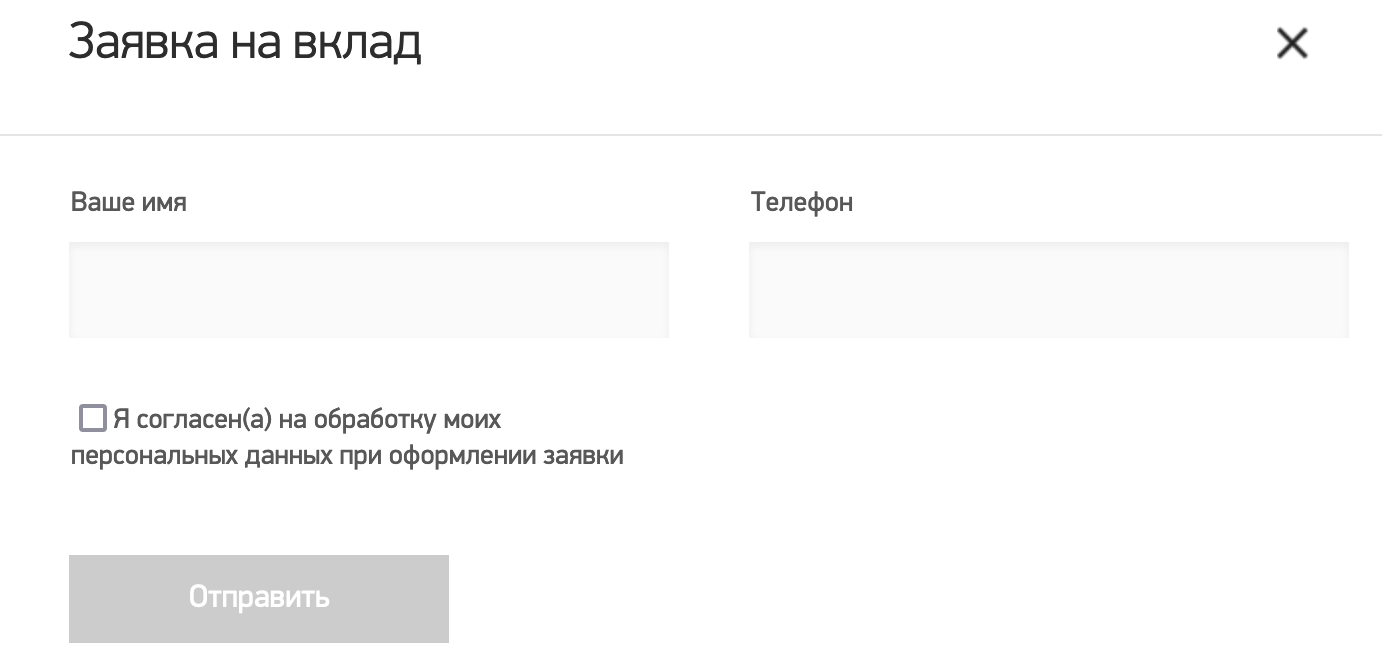 Заявка на вклад
Ваше имя
Телефон
Я согласен(а) на обработку моих
персональных данных при оформлении заявки
Отправить